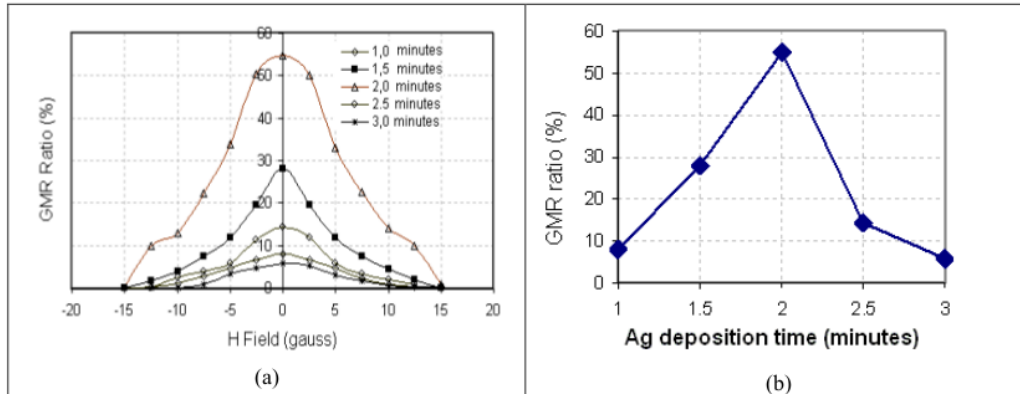 60
50
40
30
20
10
0
-20 -15 -10 -5 0 5 10 15 20
GMR Ratio (%)
H Field (gauss)
1,0 minutes
1,5 minutes
2,0 minutes
2.5 minutes
3,0 minutes
(a)
60
50
40
30
20
10
0
1 1.5 2 2.5 3
GMR ratio (%)
Ag deposition time (minutes)
(b)